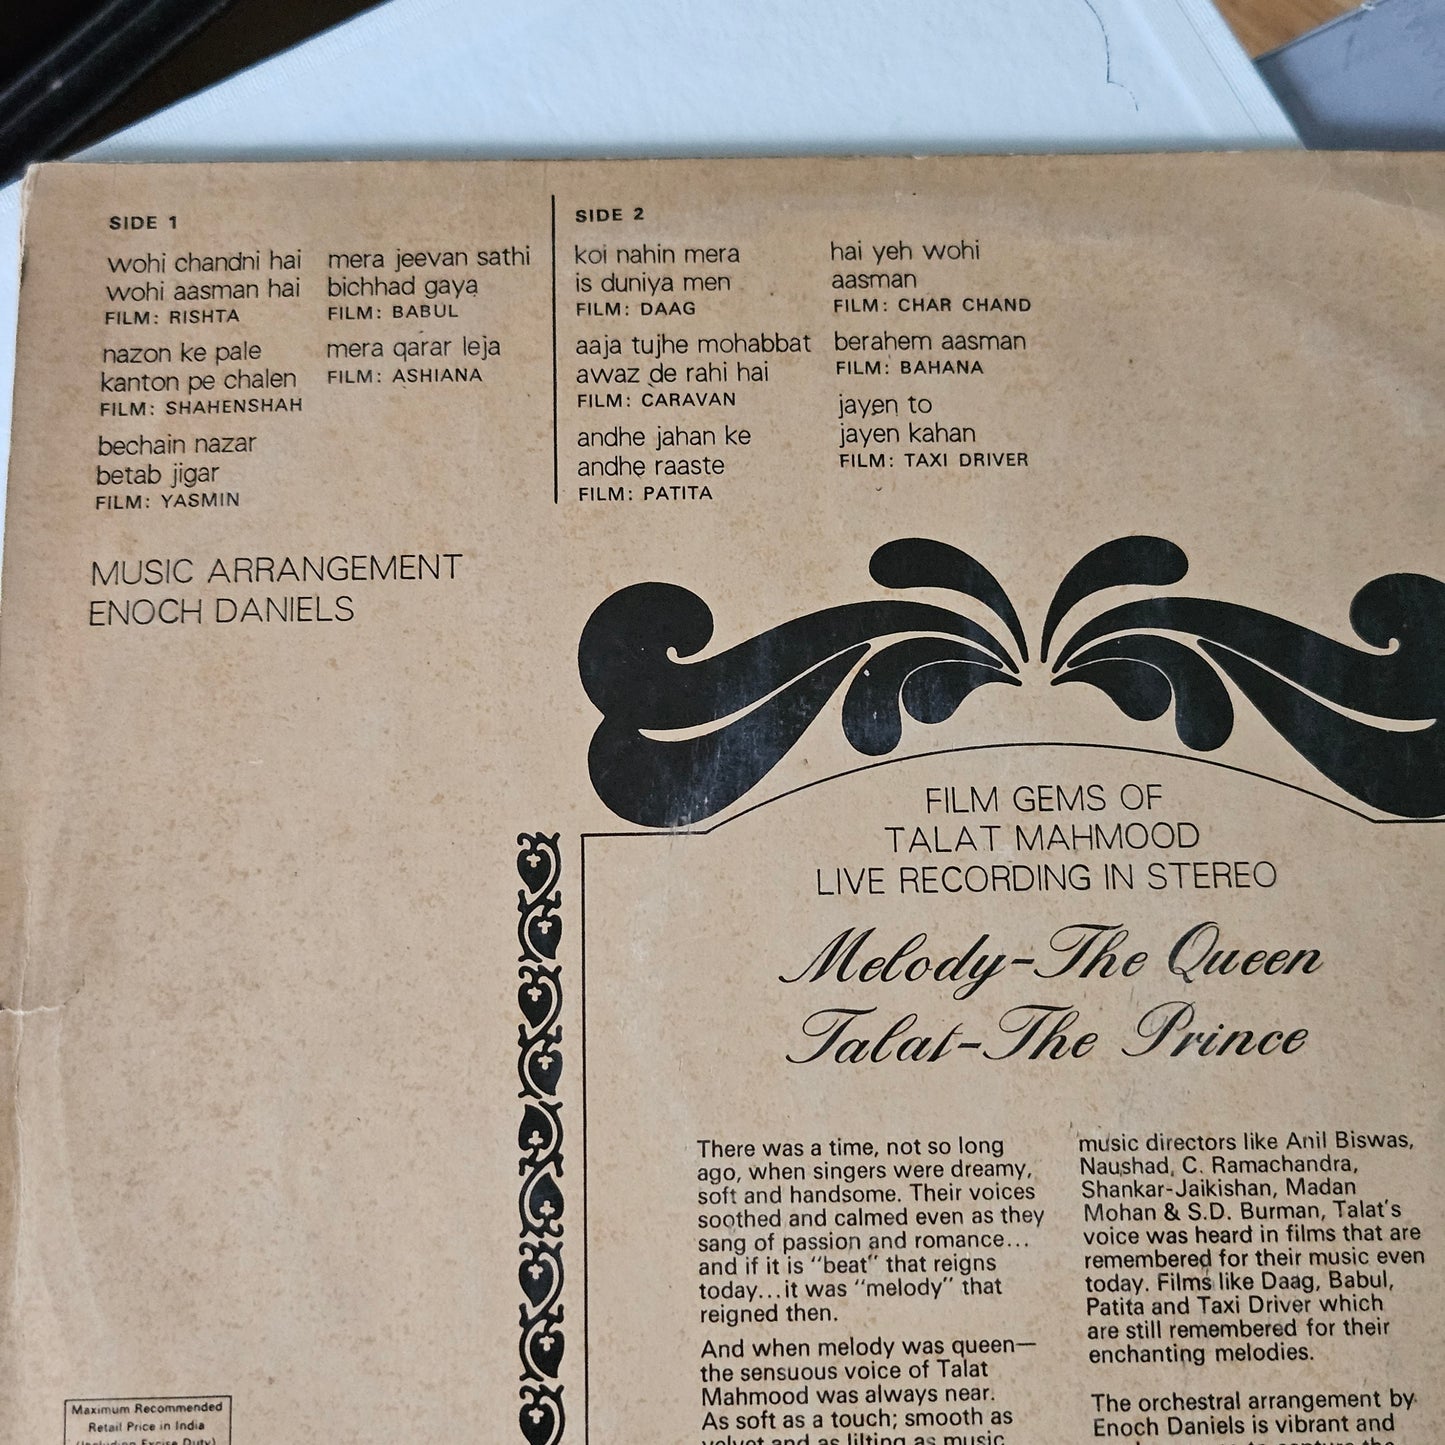 SIDE 1
wohi chandni hai
wohi aasman hai
FILM: RISHTA
nazon ke pale
kanton pe chalen
FILM: SHAHENSHAH
bechain nazar
betab jigar
FILM: YASMIN
mera jeevan sathi
bichhad gaya
FILM: BABUL
mera qarar leja
FILM: ASHIANA
SIDE 2
koi nahin mera
is duniya men
FILM: DAAG
aaja tujhe mohabbat
awaz de rahi hai
FILM: CARAVAN
andhe jahan ke
andhe raaste
FILM: PATITA
hai yeh wohi
aasman
FILM: CHAR CHAND
berahem aasman
FILM: BAHANA
jayen to
jayen kahan
FILM: TAXI DRIVER
MUSIC ARRANGEMENT
ENOCH DANIELS
FILM GEMS OF
TALAT MAHMOOD
LIVE RECORDING IN STEREO
Melody-The Queen
Talat-The Prince
There was a time, not so long
ago, when singers were dreamy,
soft and handsome. Their voices
soothed and calmed even as they
sang of passion and romance...
and if it is "beat" that reigns
today...it was "melody" that
reigned then.
And when melody was queen—
the sensuous voice of Talat
Mahmood was always near.
As soft as a touch; smooth as
velvet and as lilting as music
music directors like Anil Biswas,
Naushad, C. Ramachandra,
Shankar-Jaikishan, Madan
Mohan & S.D. Burman, Talat's
voice was heard in films that are
remembered for their music even
today. Films like Daag, Babul,
Patita and Taxi Driver which
are still remembered for their
enchanting melodies.
The orchestral arrangement by
Enoch Daniels is vibrant and
Maximum Recommended
Retail Price in India
(Including Excise Duty)